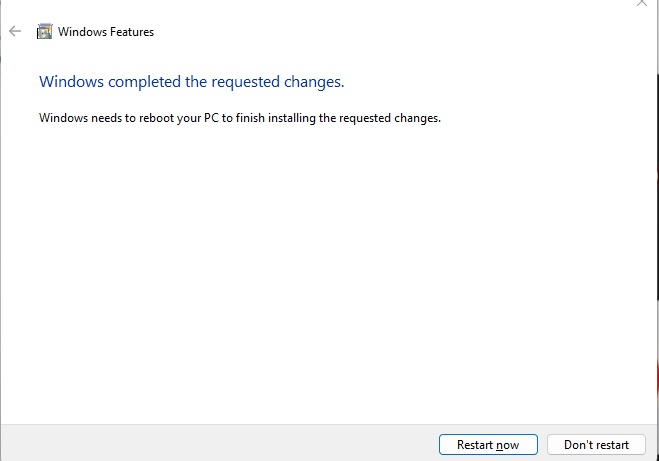 Windows Features
Windows completed the requested changes.
Windows needs to reboot your PC to finish installing the requested changes.
Restart now
Don't restart